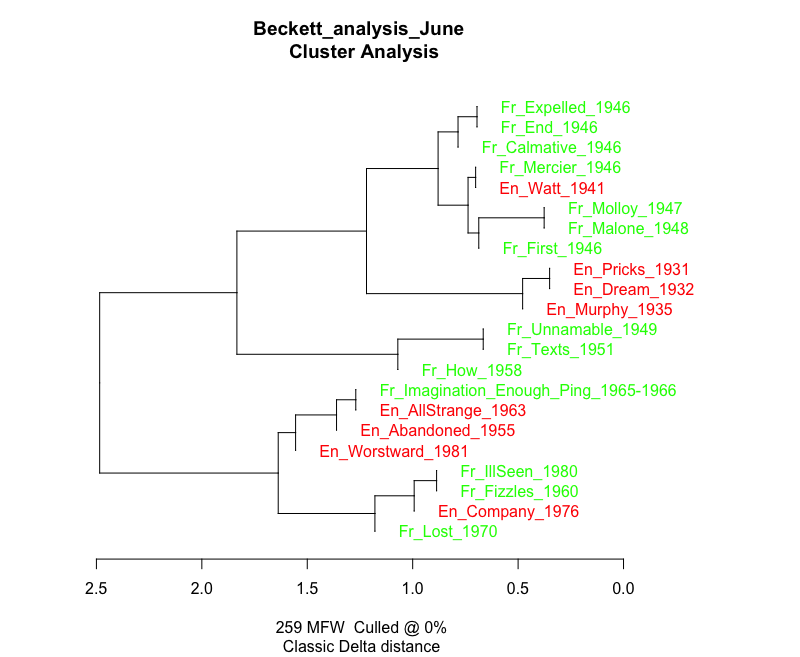 Beckett_analysis_June
Cluster Analysis
Fr_Expelled_1946
Fr_End_1946
Fr_Calmative_1946
Fr_Mercier_1946
En_Watt_1941
Fr_Molloy_1947
Fr_Malone_1948
Fr_First_1946
En_Pricks_1931
En_Dream_1932
En_Murphy_1935
Fr_Unnamable_1949
Fr_Texts_1951
Fr_How_1958
Fr_Imagination_Enough_Ping_1965-1966
En_AllStrange_1963
En_Abandoned_1955
En_Worstward_1981
Fr_IllSeen_1980
Fr_Fizzles_1960
En_Company_1976
Fr_Lost_1970
2.5 2.0 1.5 1.0 0.5 0.0
259 MFW Culled @ 0%
Classic Delta distance